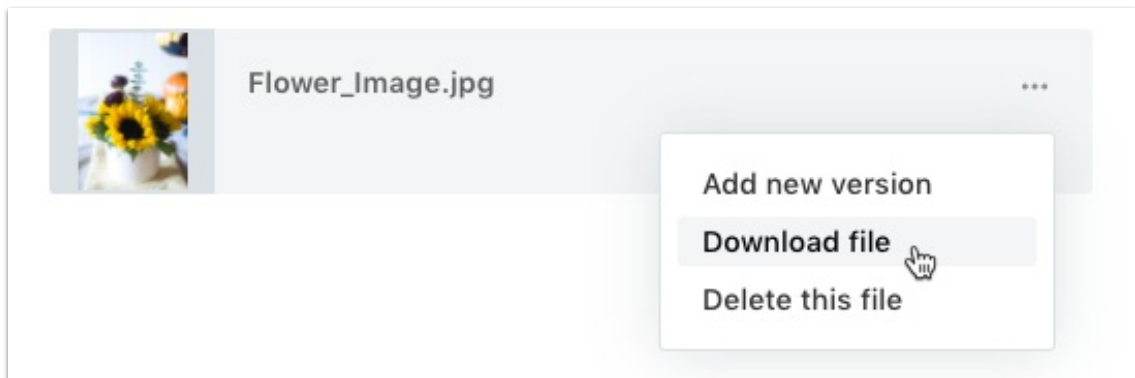 Flower_Image.jpg
Add new version
Download file
Delete this file